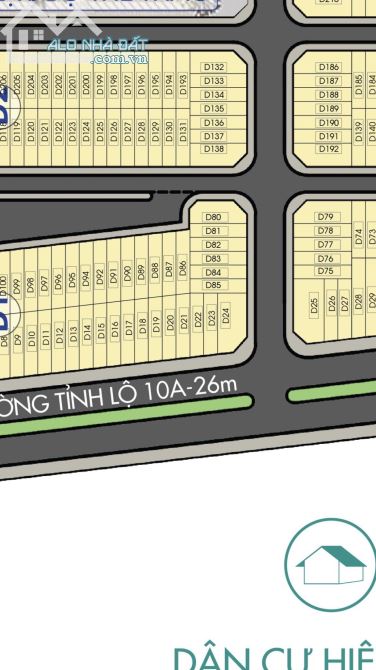 ALO NHÀ ĐẤT
.com.vn
D132 D186
D133 D187
D134 D188
D135 D189
D136 D190
D137 D191
D138 D192
D206 D205 D204 D203 D202 D201 D200 D199 D198 D197 D196 D195 D194 D193 D185 D184
D118 D119 D120 D121 D122 D123 D124 D125 D126 D127 D128 D129 D130 D131 D139 D140
D80 D79
D81 D78
D82 D77
D83 D76
D84 D75
D85
D74 D73
D100 D99 D98 D97 D96 D95 D94 D92 D91 D90 D89 D88 D87 D86
D8 D9 D10 D11 D12 D13 D14 D15 D16 D17 D18 D19 D20 D21 D22 D23 D24 D25 D26 D27 D28 D29
ỜNG TỈNH LỘ 10A-26m
DÂN CƯ HIỆ